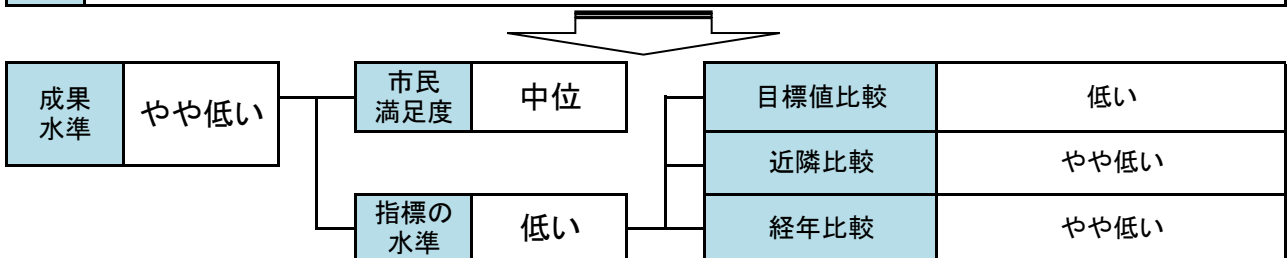 成果
水準
やや低い
市民
満足度
中位
指標の
水準
低い
目標値比較
低い
近隣比較
やや低い
経年比較
やや低い